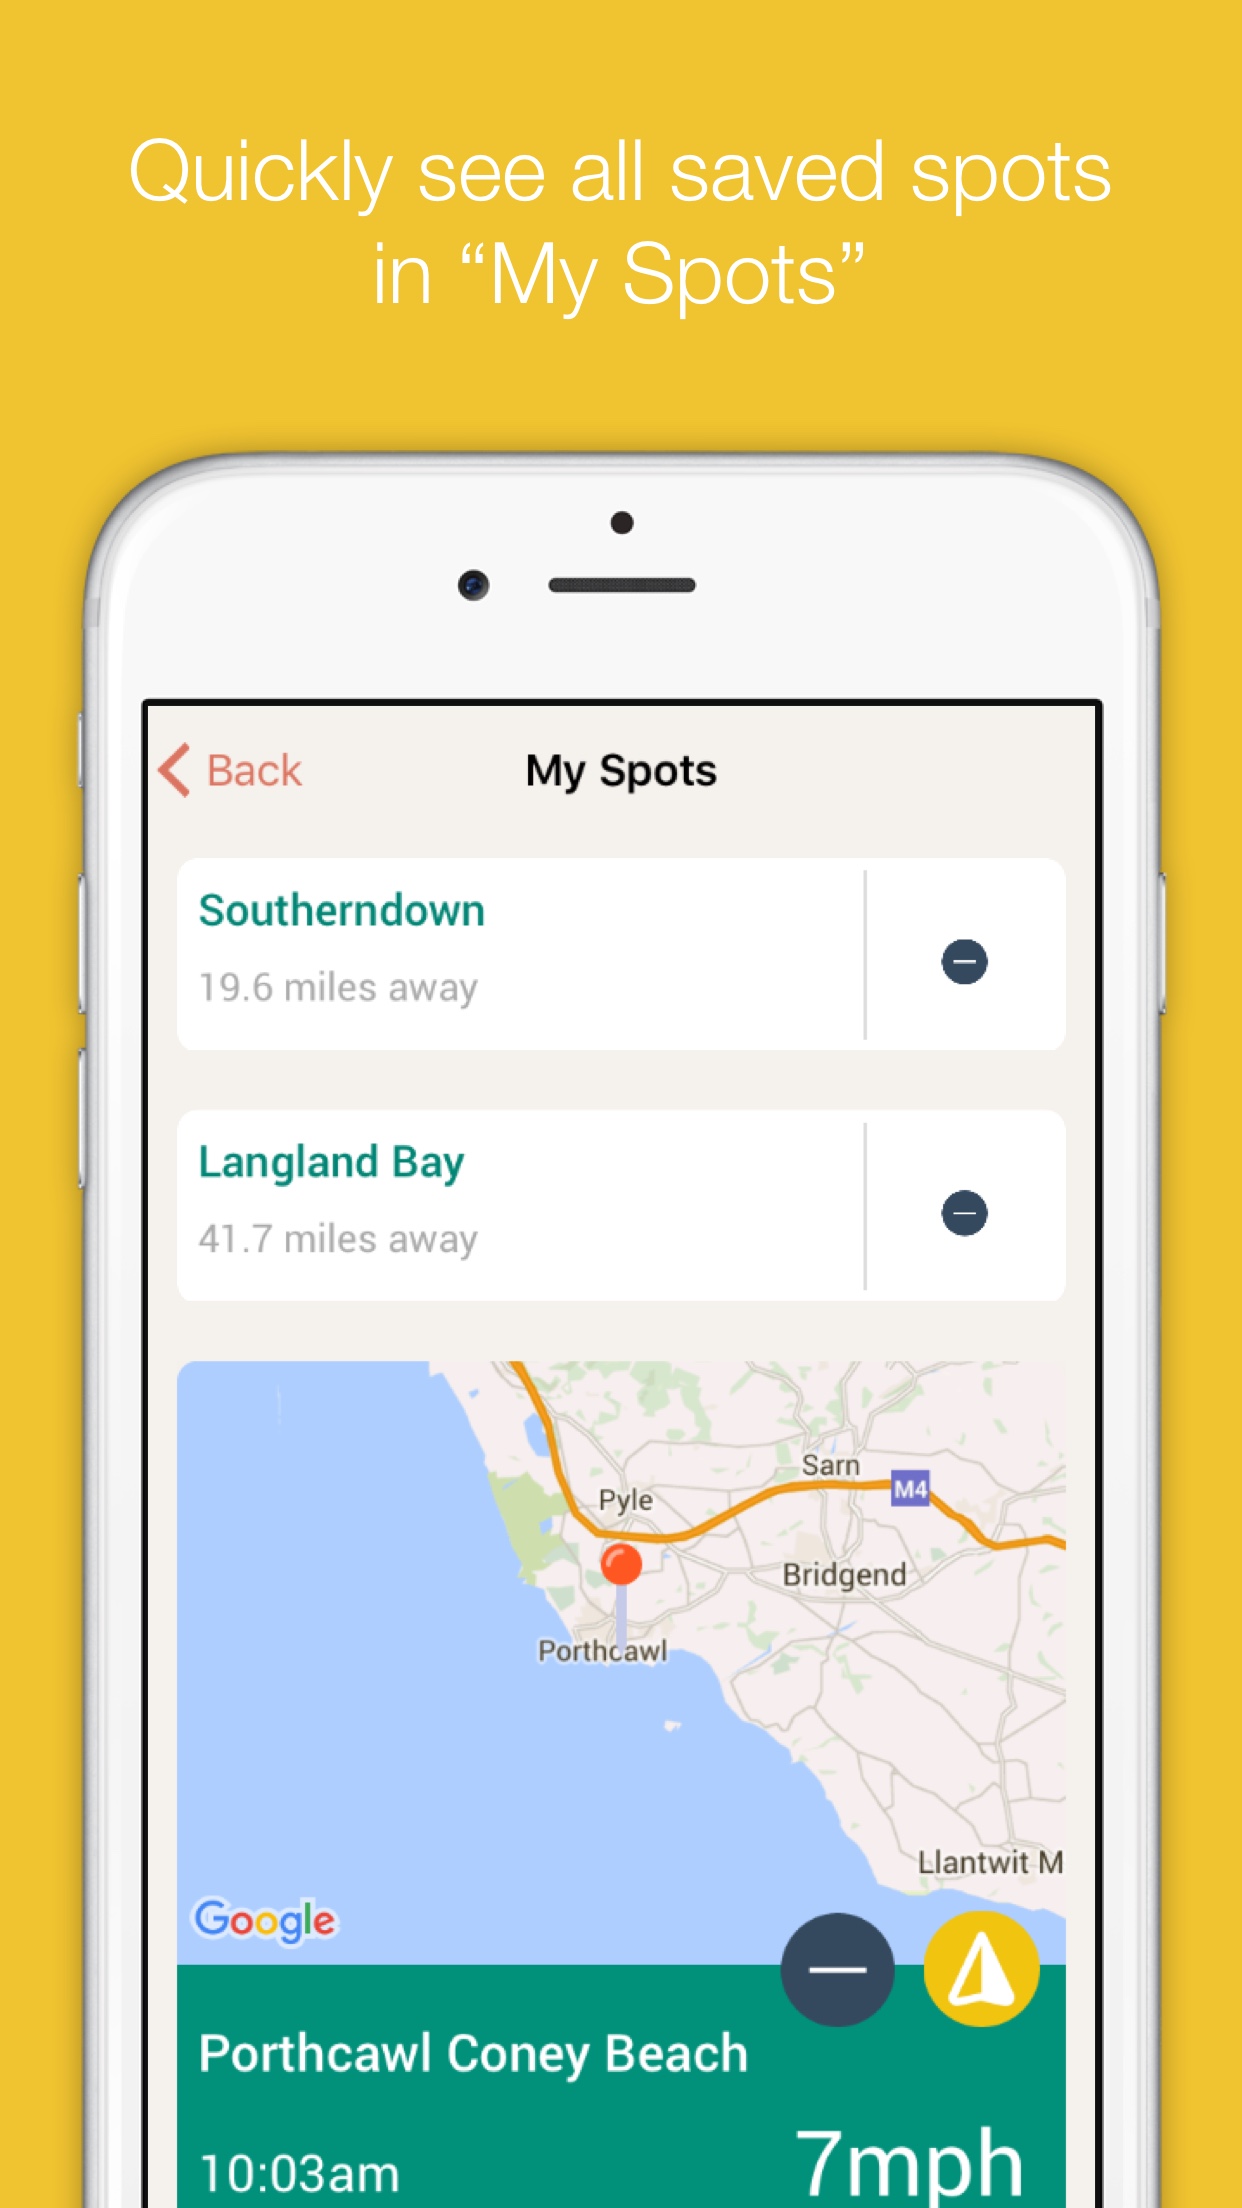 Quickly see all saved spots
in “My Spots”
Back
My Spots
Southerndown
19.6 miles away
Langland Bay
41.7 miles away
Sarn
M4
Pyle
Bridgend
Porthcawl
Llantwit M
Google
Porthcawl Coney Beach
10:03am
7mph